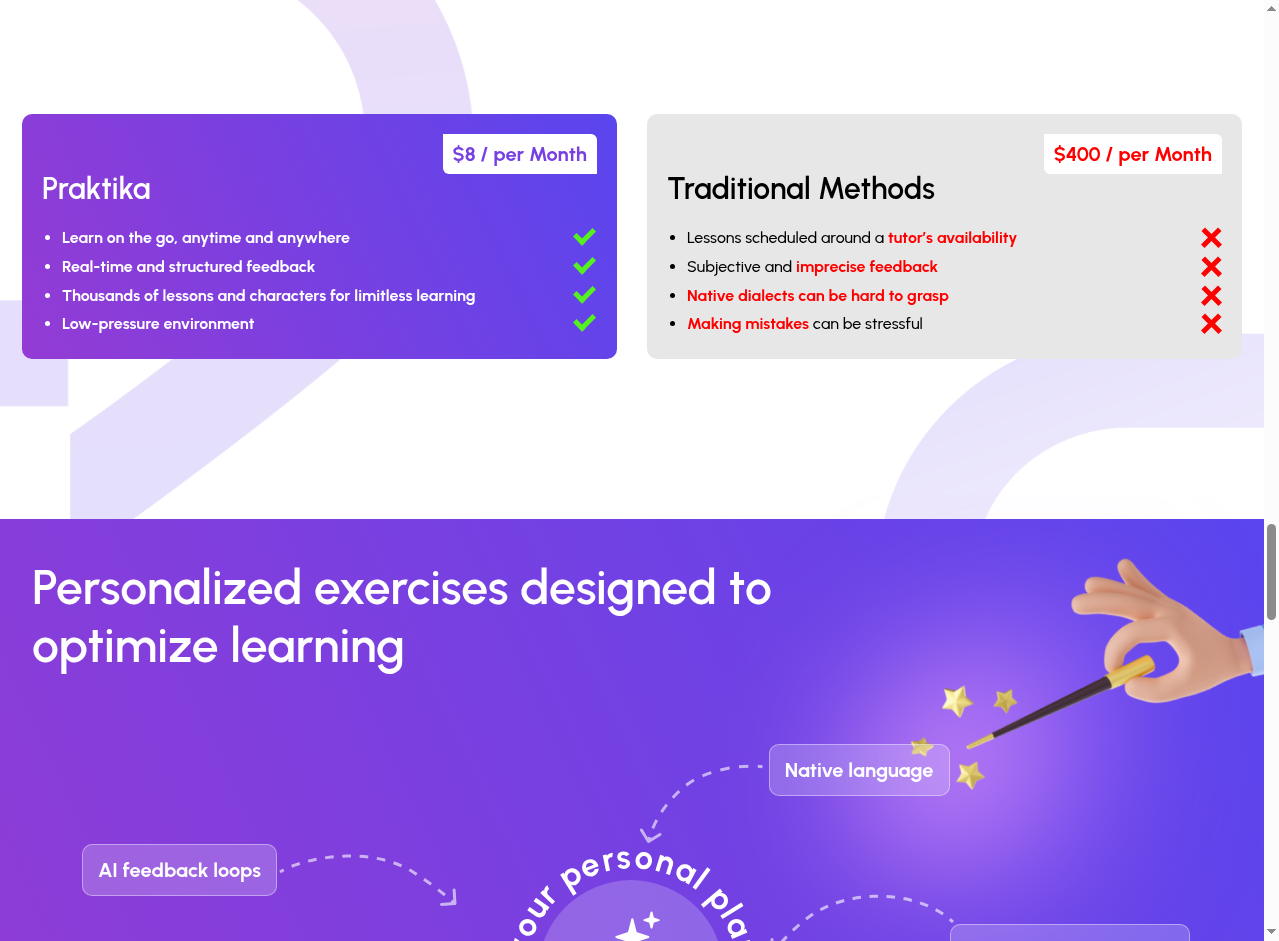 $8 / per Month
Praktika
Learn on the go, anytime and anywhere
Real-time and structured feedback
Thousands of lessons and characters for limitless learning
Low-pressure environment
$400 / per Month
Traditional Methods
Lessons scheduled around a tutor's availability
Subjective and imprecise feedback
Native dialects can be hard to grasp
Making mistakes can be stressful
Personalized exercises designed to
optimize learning
Native language
AI feedback loops
your personal plan